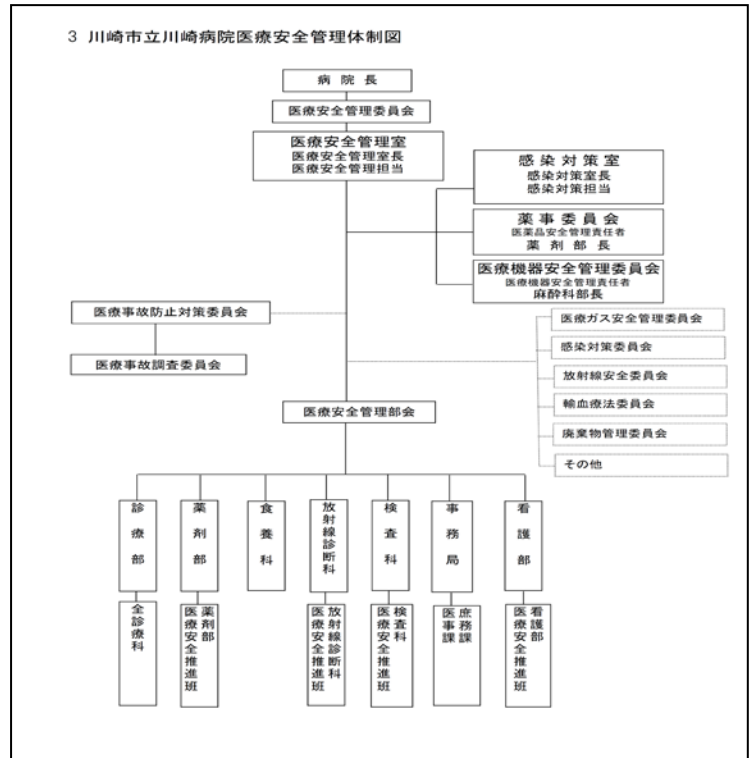 3 川崎市立川崎病院医療安全管理体制図
病院長
医療安全管理委員会
医療安全管理室
医療安全管理室長
医療安全管理担当
感染対策室
感染対策室長
感染対策担当
薬事委員会
医薬品安全管理責任者
薬剤部長
医療機器安全管理委員会
医療機器安全管理責任者
麻酔科部長
医療事故防止対策委員会
医療事故調査委員会
医療ガス安全管理委員会
感染対策委員会
放射線安全委員会
輸血療法委員会
廃棄物管理委員会
その他
医療安全管理部会
診療部
薬剤部
食養科
放射線診断科
検査科
事務局
看護部
全診療科
薬剤部
医療安全推進班
放射線診断科
医療安全推進班
検査科
医療安全推進班
庶務課
医事課
看護部
医療安全推進班